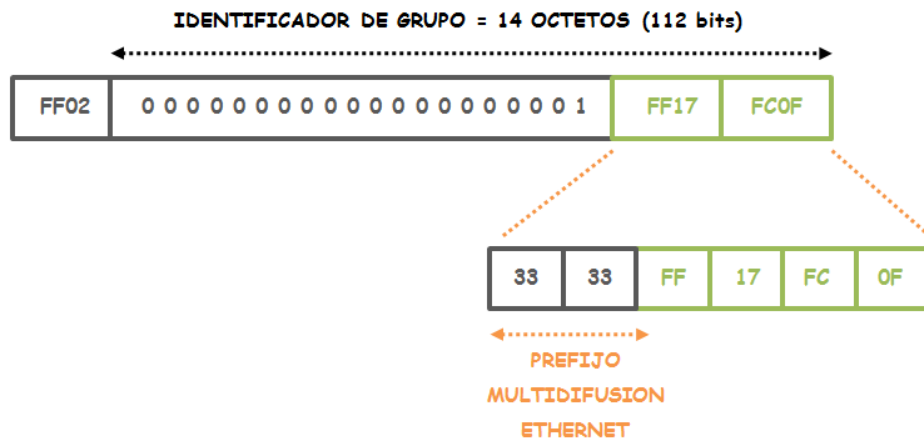 IDENTIFICADOR DE GRUPO = 14 OCTETOS (112 bits)
FF02 0 0 0 0 0 0 0 0 0 0 0 0 0 0 0 0 0 0 0 1 FF17 FC0F
33 33 FF 17 FC 0F
PREFIJO
MULTIDIFUSION
ETHERNET